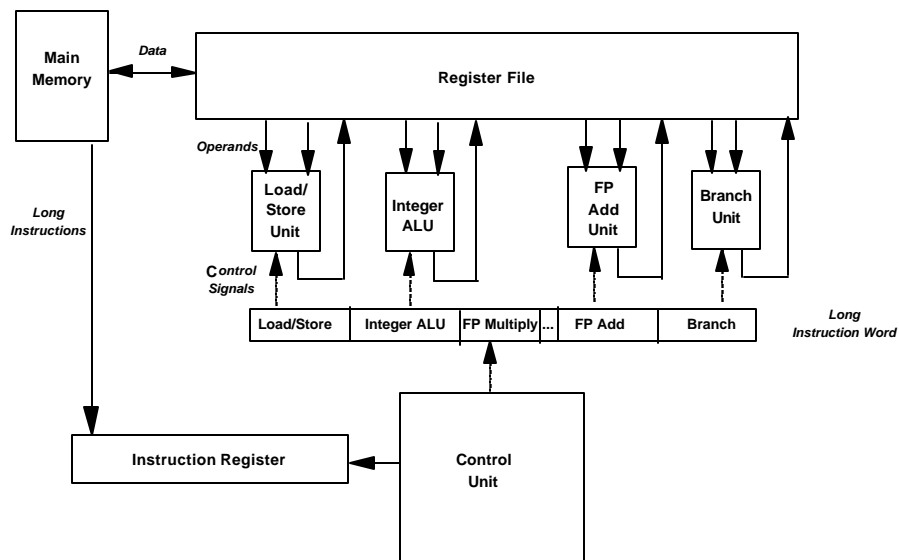 Main
Memory
Data
Register File
Operands
Load/
Store
Unit
Integer
ALU
FP
Add
Unit
Branch
Unit
Long
Instructions
Control
Signals
Load/Store
Integer ALU
FP Multiply
...
FP Add
Branch
Long
Instruction Word
Instruction Register
Control
Unit